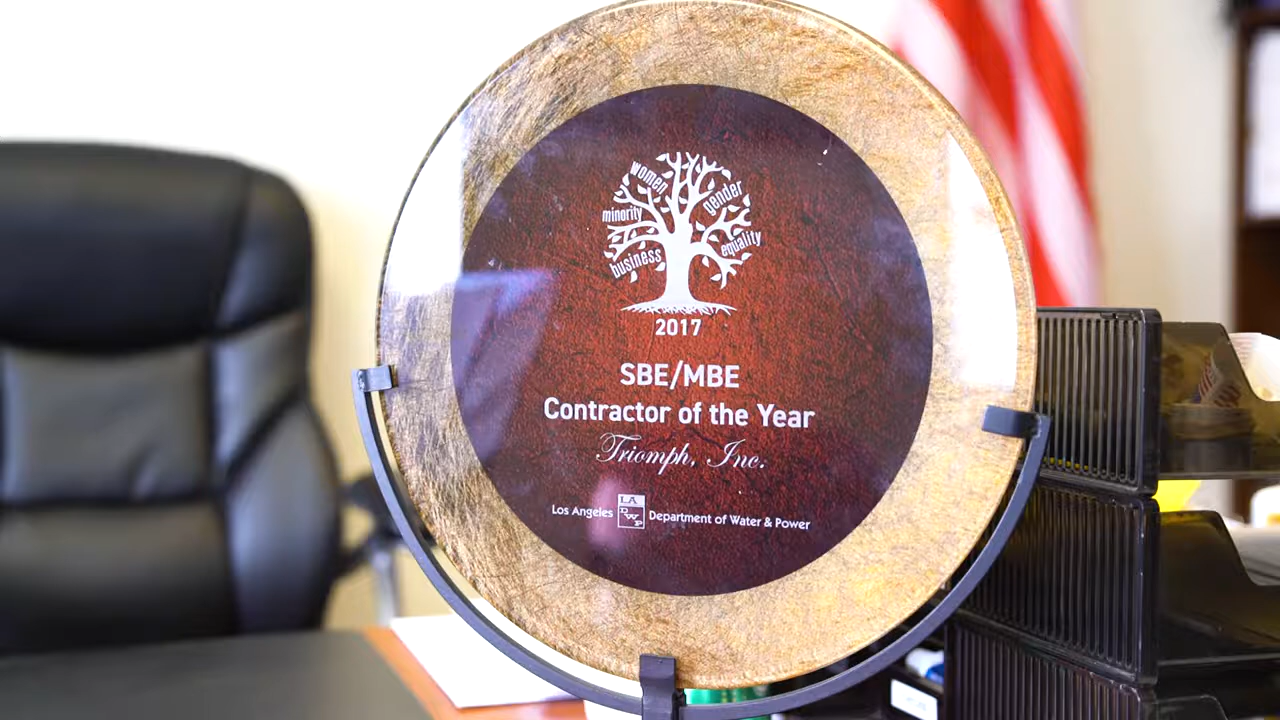 women
gender
minority
equality
business
2017
SBE/MBE
Contractor of the Year
Triomph, Inc.
Los Angeles LA DWP Department of Water & Power